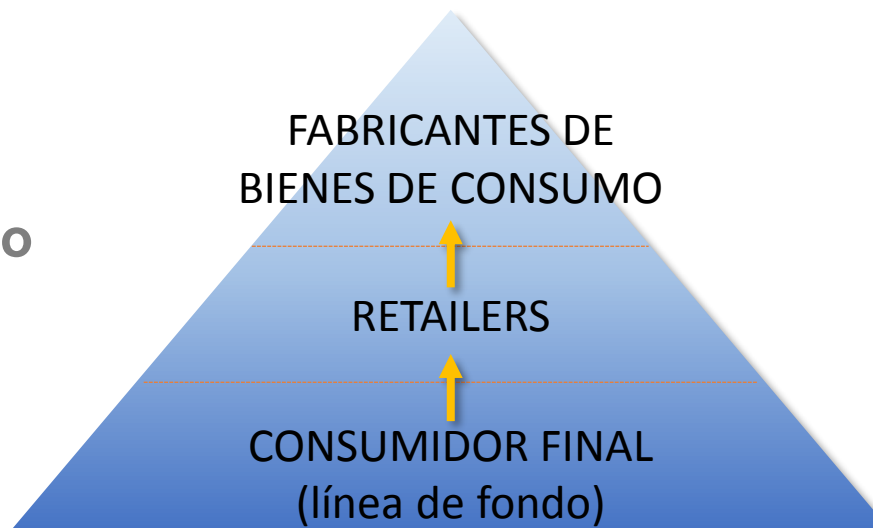 FABRICANTES DE
BIENES DE CONSUMO
o
RETAILERS
CONSUMIDOR FINAL
(línea de fondo)